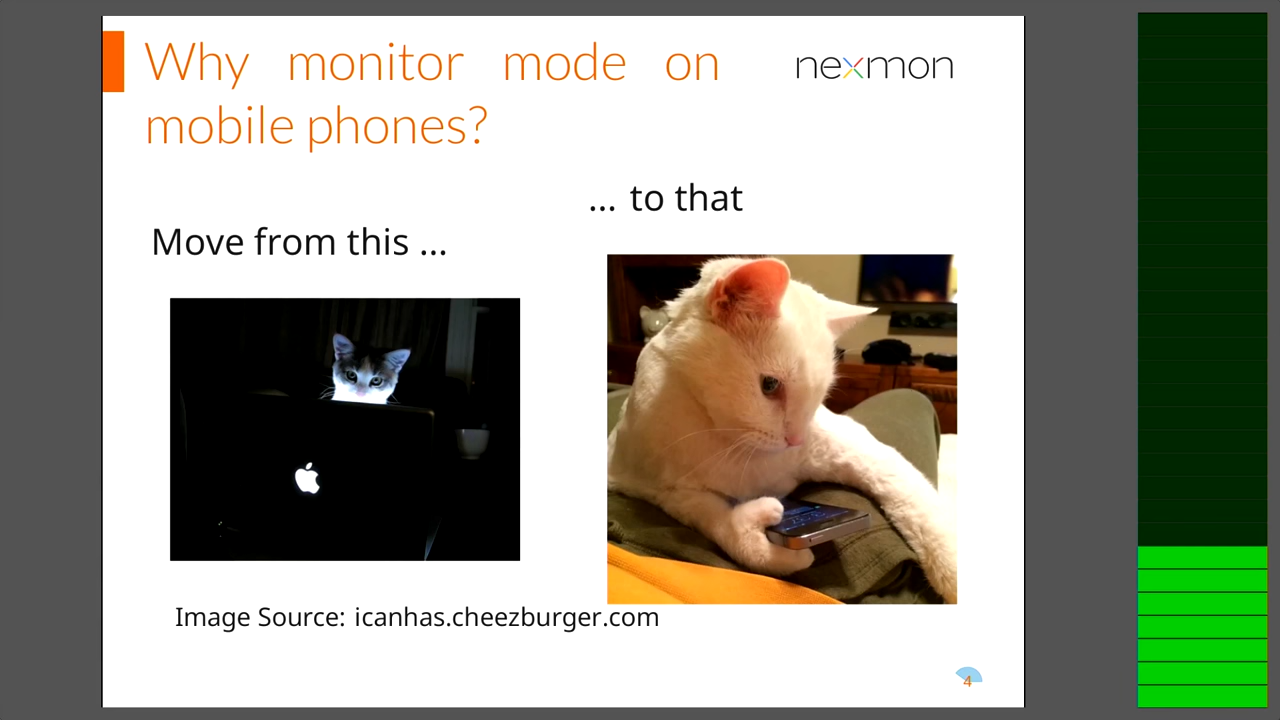 Why monitor mode on
mobile phones?
nexmon
... to that
Move from this ...
Image Source: icanhas.cheezburger.com
4